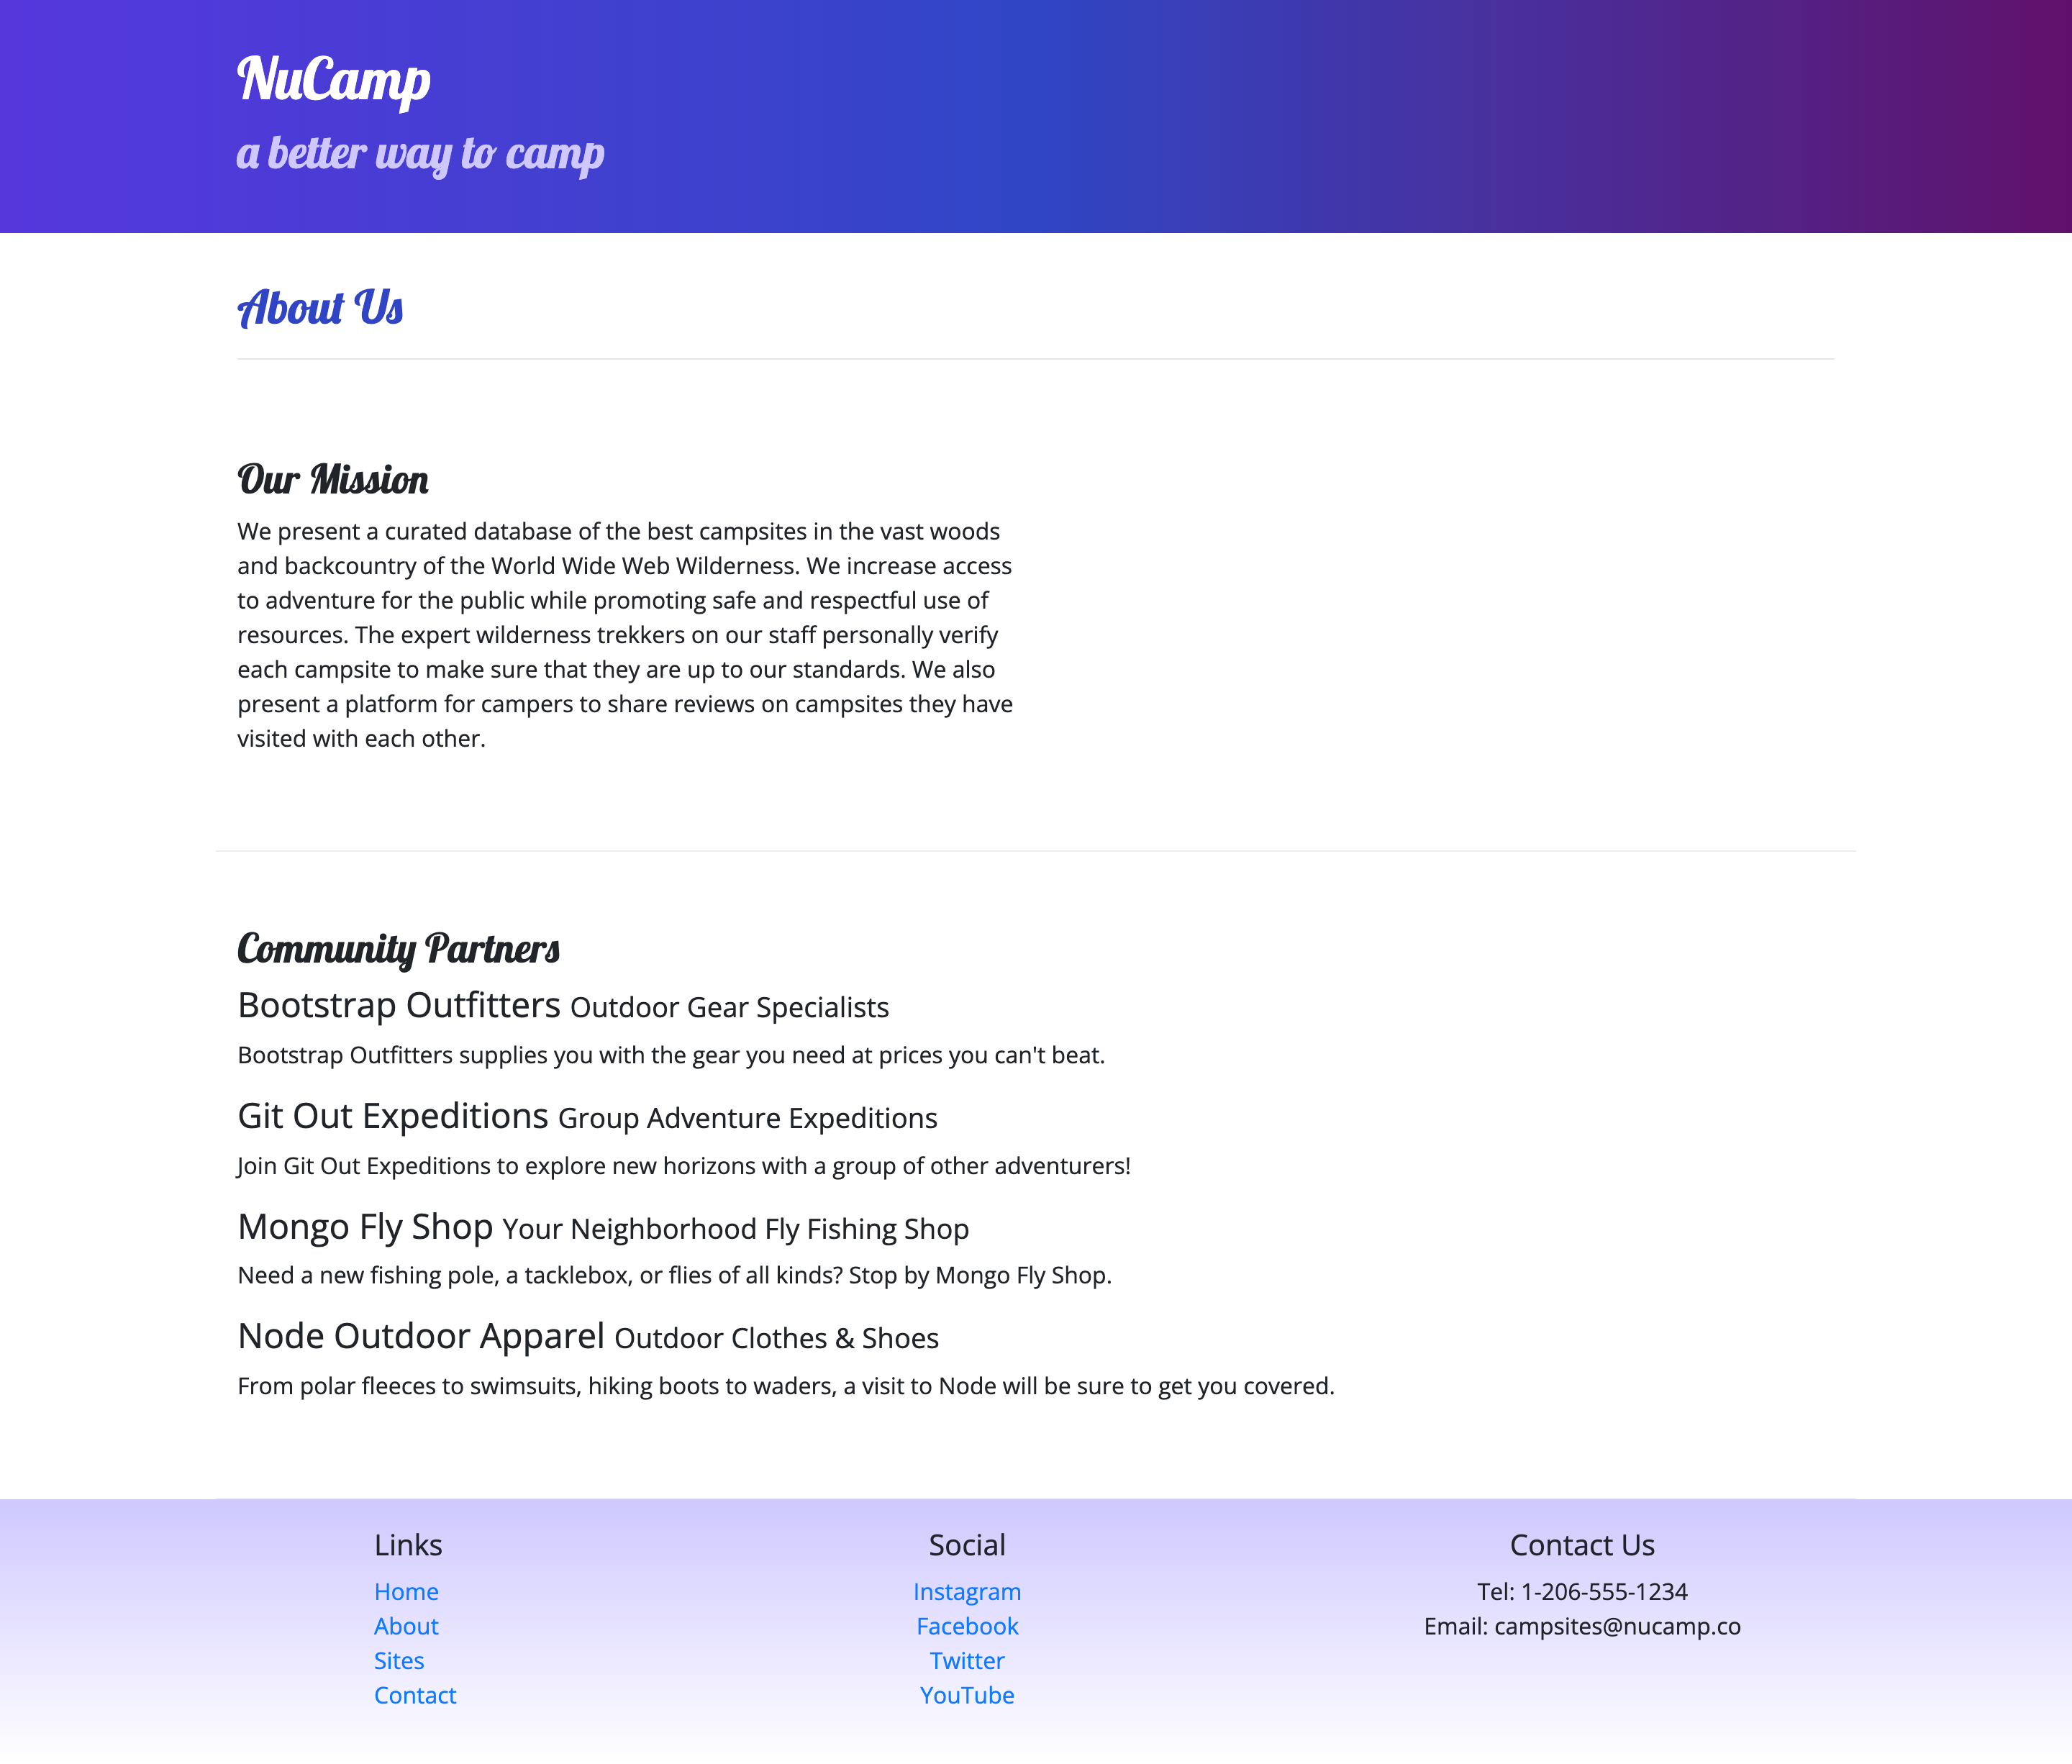 NuCamp
a better way to camp
About Us
Our Mission
We present a curated database of the best campsites in the vast woods
and backcountry of the World Wide Web Wilderness. We increase access
to adventure for the public while promoting safe and respectful use of
resources. The expert wilderness trekkers on our staff personally verify
each campsite to make sure that they are up to our standards. We also
present a platform for campers to share reviews on campsites they have
visited with each other.
Community Partners
Bootstrap Outfitters Outdoor Gear Specialists
Bootstrap Outfitters supplies you with the gear you need at prices you can't beat.
Git Out Expeditions Group Adventure Expeditions
Join Git Out Expeditions to explore new horizons with a group of other adventurers!
Mongo Fly Shop Your Neighborhood Fly Fishing Shop
Need a new fishing pole, a tacklebox, or flies of all kinds? Stop by Mongo Fly Shop.
Node Outdoor Apparel Outdoor Clothes & Shoes
From polar fleeces to swimsuits, hiking boots to waders, a visit to Node will be sure to get you covered.
Links
Home
About
Sites
Contact
Social
Instagram
Facebook
Twitter
YouTube
Contact Us
Tel: 1-206-555-1234
Email: campsites@nucamp.co